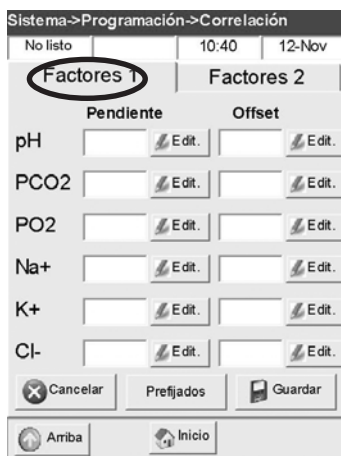 Sistema->Programación->Correlación
No listo 10:40 12-Nov
Factores 1 Factores 2
Pendiente Offset
pH Edit. Edit.
PCO2 Edit. Edit.
PO2 Edit. Edit.
Na+ Edit. Edit.
K+ Edit. Edit.
Cl- Edit. Edit.
Cancelar Prefijados Guardar
Arriba Inicio